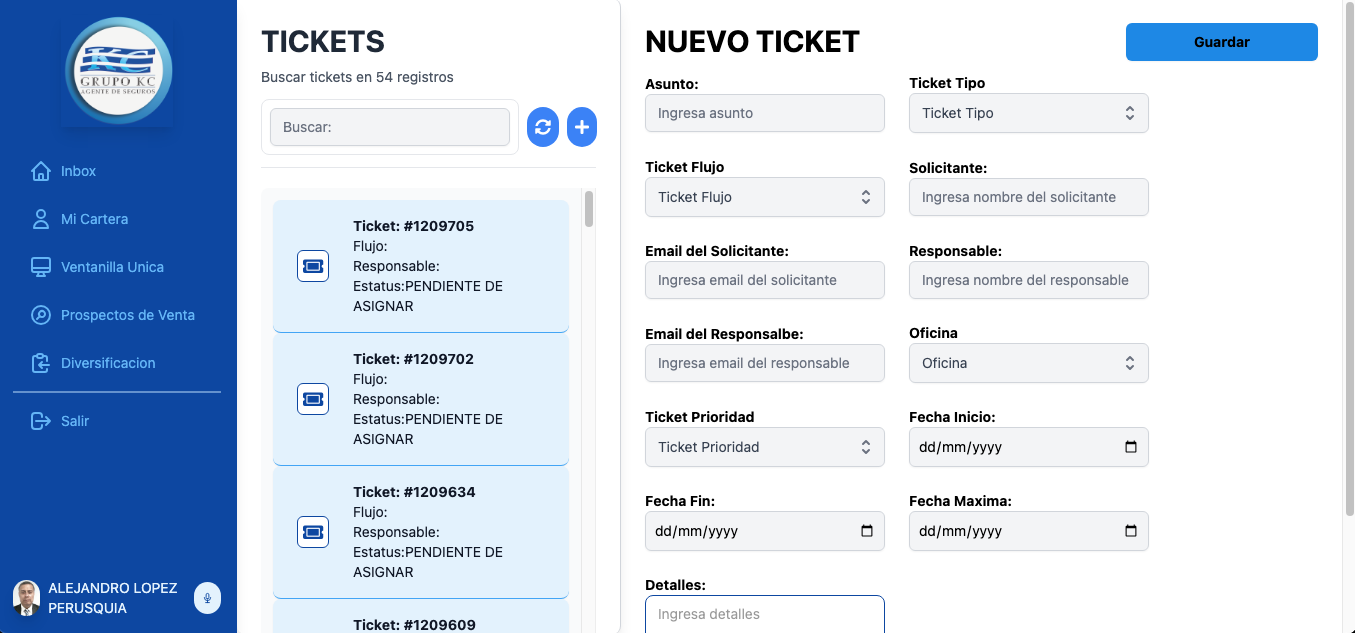 KC
GRUPO KC
AGENTE DE SEGUROS
Inbox
Mi Cartera
Ventanilla Unica
Prospectos de Venta
Diversificacion
Salir
ALEJANDRO LOPEZ
PERUSQUIA
TICKETS
Buscar tickets en 54 registros
Buscar:
Ticket: #1209705
Flujo:
Responsable:
Estatus:PENDIENTE DE
ASIGNAR
Ticket: #1209702
Flujo:
Responsable:
Estatus:PENDIENTE DE
ASIGNAR
Ticket: #1209634
Flujo:
Responsable:
Estatus:PENDIENTE DE
ASIGNAR
Ticket: #1209609
NUEVO TICKET
Guardar
Asunto:
Ingresa asunto
Ticket Tipo
Ticket Tipo
Ticket Flujo
Ticket Flujo
Solicitante:
Ingresa nombre del solicitante
Email del Solicitante:
Ingresa email del solicitante
Responsable:
Ingresa nombre del responsable
Email del Responsalbe:
Ingresa email del responsable
Oficina
Oficina
Ticket Prioridad
Ticket Prioridad
Fecha Inicio:
dd/mm/yyyy
Fecha Fin:
dd/mm/yyyy
Fecha Maxima:
dd/mm/yyyy
Detalles:
Ingresa detalles